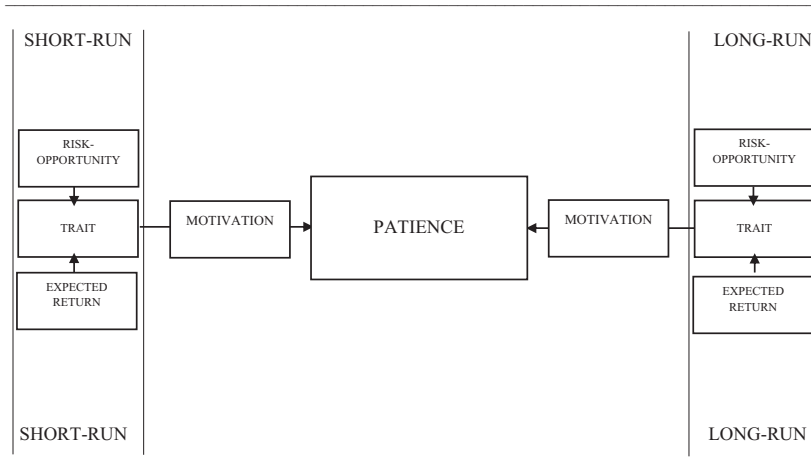 SHORT-RUN
LONG-RUN
RISK-
OPPORTUNITY
TRAIT
EXPECTED
RETURN
MOTIVATION
PATIENCE
MOTIVATION
RISK-
OPPORTUNITY
TRAIT
EXPECTED
RETURN
SHORT-RUN
LONG-RUN